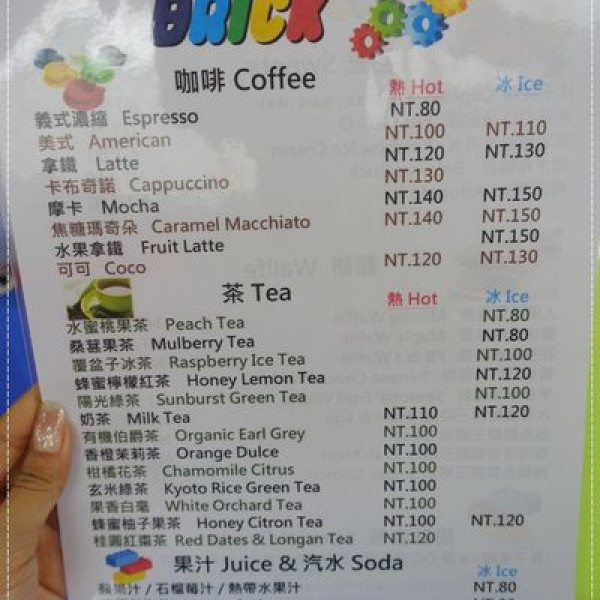 BRICK
咖啡 Coffee 熱 Hot 冰 Ice
義式濃縮 Espresso NT.80
美式 American NT.100 NT.110
拿鐵 Latte NT.120 NT.130
卡布奇諾 Cappuccino NT.130
摩卡 Mocha NT.140 NT.150
焦糖瑪奇朵 Caramel Macchiato NT.140 NT.150
水果拿鐵 Fruit Latte NT.150
可可 Coco NT.120 NT.130
茶 Tea 熱 Hot 冰 Ice
水蜜桃果茶 Peach Tea NT.80
桑葚果茶 Mulberry Tea NT.80
覆盆子冰茶 Raspberry Ice Tea NT.100
蜂蜜檸檬紅茶 Honey Lemon Tea NT.120
陽光綠茶 Sunburst Green Tea NT.100
奶茶 Milk Tea NT.110 NT.120
有機伯爵茶 Organic Earl Grey NT.100
香橙茉莉茶 Orange Dulce NT.100
柑橘花茶 Chamomile Citrus NT.100
玄米綠茶 Kyoto Rice Green Tea NT.100
果香白毫 White Orchard Tea NT.100
蜂蜜柚子果茶 Honey Citron Tea NT.100 NT.120
桂圓紅棗茶 Red Dates & Longan Tea NT.120
果汁 Juice & 汽水 Soda 冰 Ice
/ 石榴莓汁 / 熱帶水果汁 NT.80